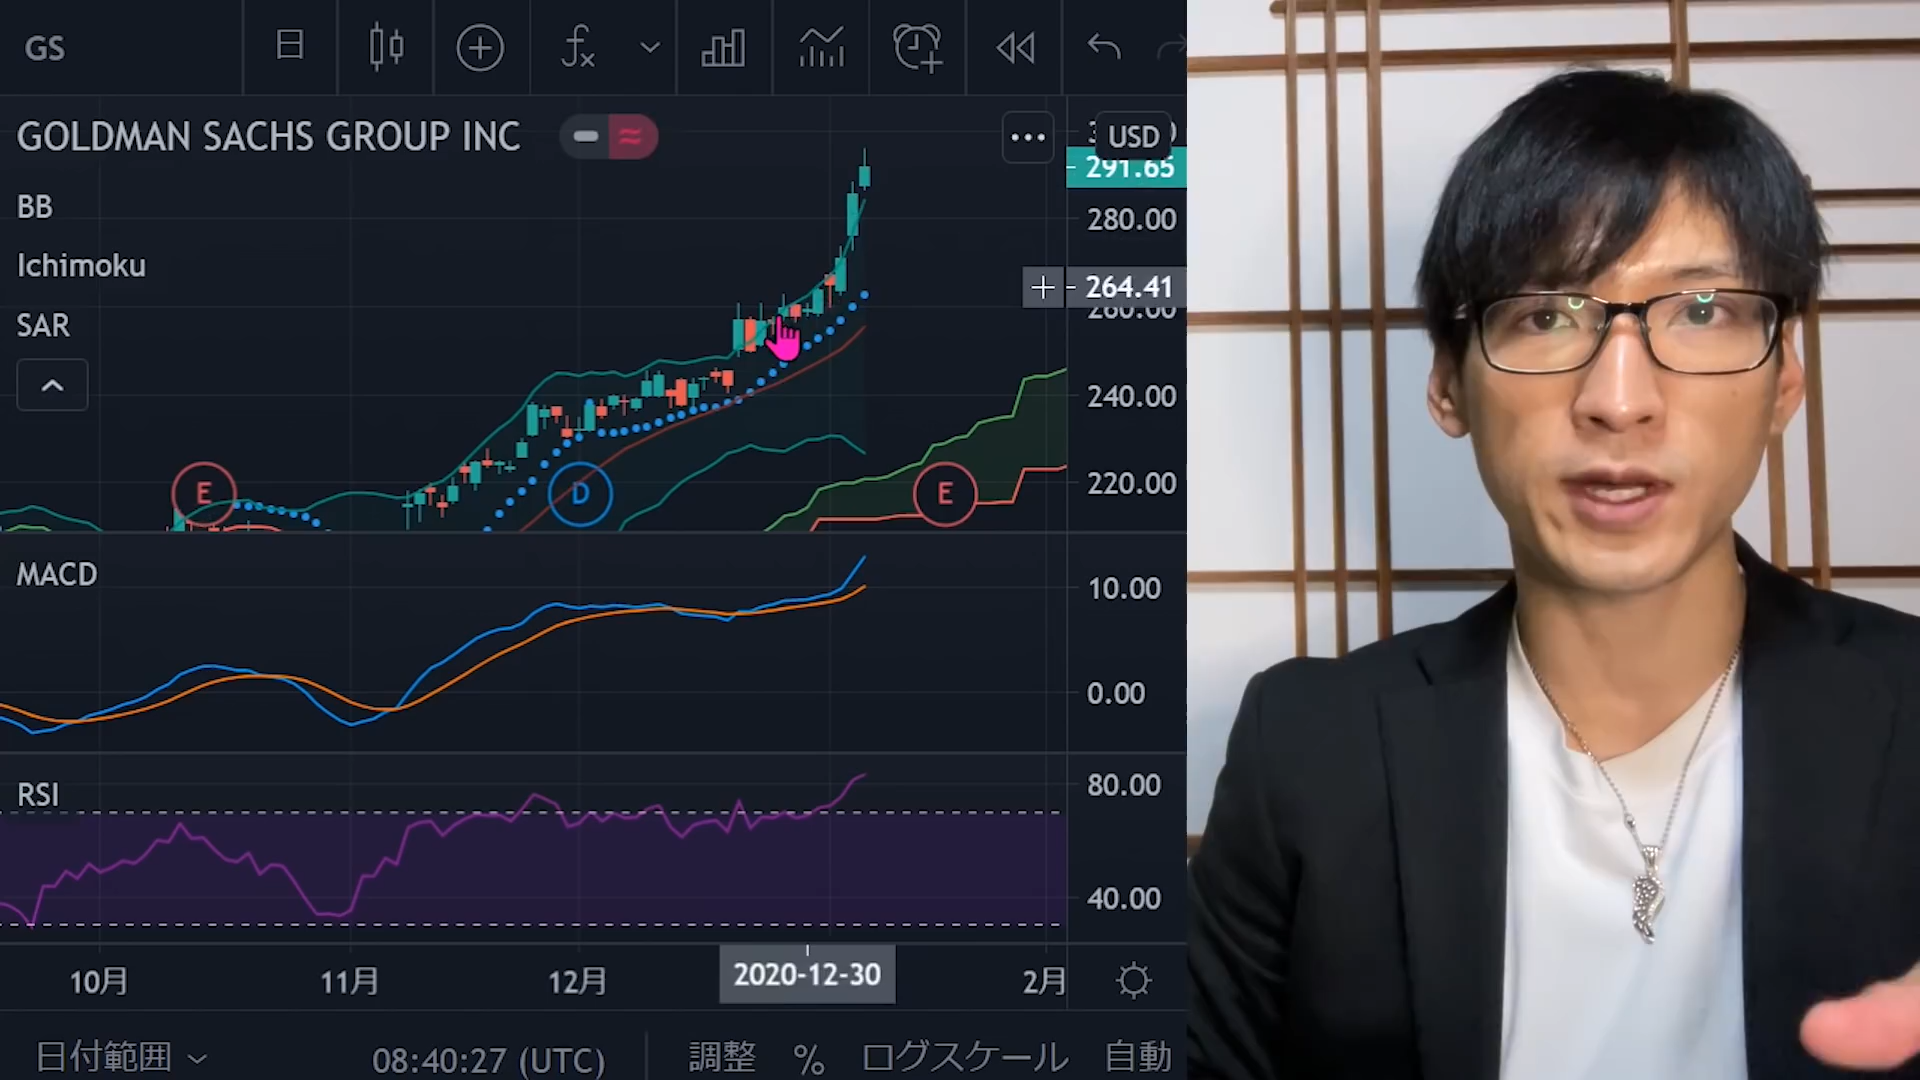 GS
GOLDMAN SACHS GROUP INC
USD
291.65
BB
280.00
Ichimoku
264.41
260.00
SAR
240.00
E
D
E
220.00
MACD
10.00
0.00
RSI
80.00
40.00
10月
11月
12月
2020-12-30
2月
日付範囲
08:40:27 (UTC)
調整
%
ログスケール
自動